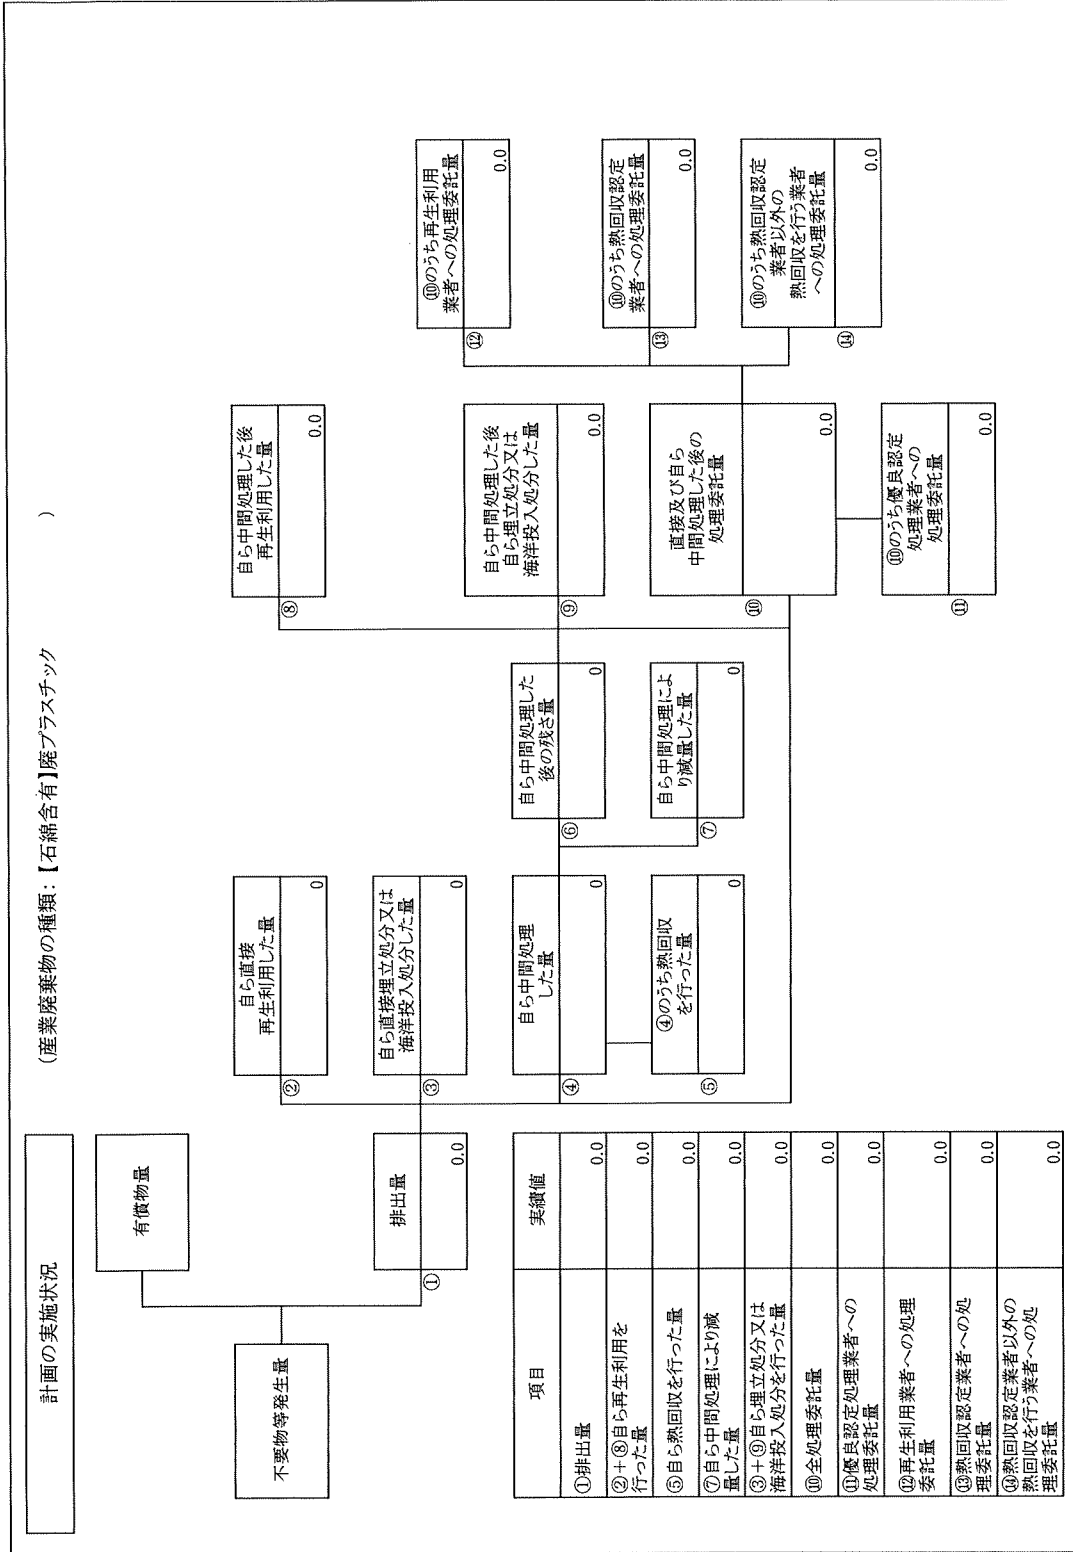 計画の実施状況
(産業廃棄物の種類:【石綿含有】廃プラスチック
)
不要物等発生量
有償物量
①
排出量
0.0
②
自ら直接
再生利用した量
0
③
自ら直接埋立処分又は
海洋投入処分した量
0
④
自ら中間処理
した量
0
⑤
④のうち熱回収
を行った量
0
⑥
自ら中間処理した
後の残さ量
0
⑦
自ら中間処理によ
り減量した量
0
⑧
自ら中間処理した後
再生利用した量
0.0
⑨
自ら中間処理した後
自ら埋立処分又は
海洋投入処分した量
0.0
⑩
直接及び自ら
中間処理した後の
処理委託量
0.0
⑪
⑩のうち優良認定
処理業者への
処理委託量
0.0
⑫
⑩のうち再生利用
業者への処理委託量
0.0
⑬
⑩のうち熱回収認定
業者への処理委託量
0.0
⑭
⑩のうち熱回収認定
業者以外の
熱回収を行う業者
への処理委託量
0.0
項目
実績値
①排出量
0.0
②+⑧自ら再生利用を
行った量
0.0
⑤自ら熱回収を行った量
0.0
⑦自ら中間処理により減
量した量
0.0
③+⑨自ら埋立処分又は
海洋投入処分を行った量
0.0
⑩全処理委託量
0.0
⑪優良認定処理業者への
処理委託量
0.0
⑫再生利用業者への処理
委託量
0.0
⑬熱回収認定業者への処
理委託量
0.0
⑭熱回収認定業者以外の
熱回収を行う業者への処
理委託量
0.0